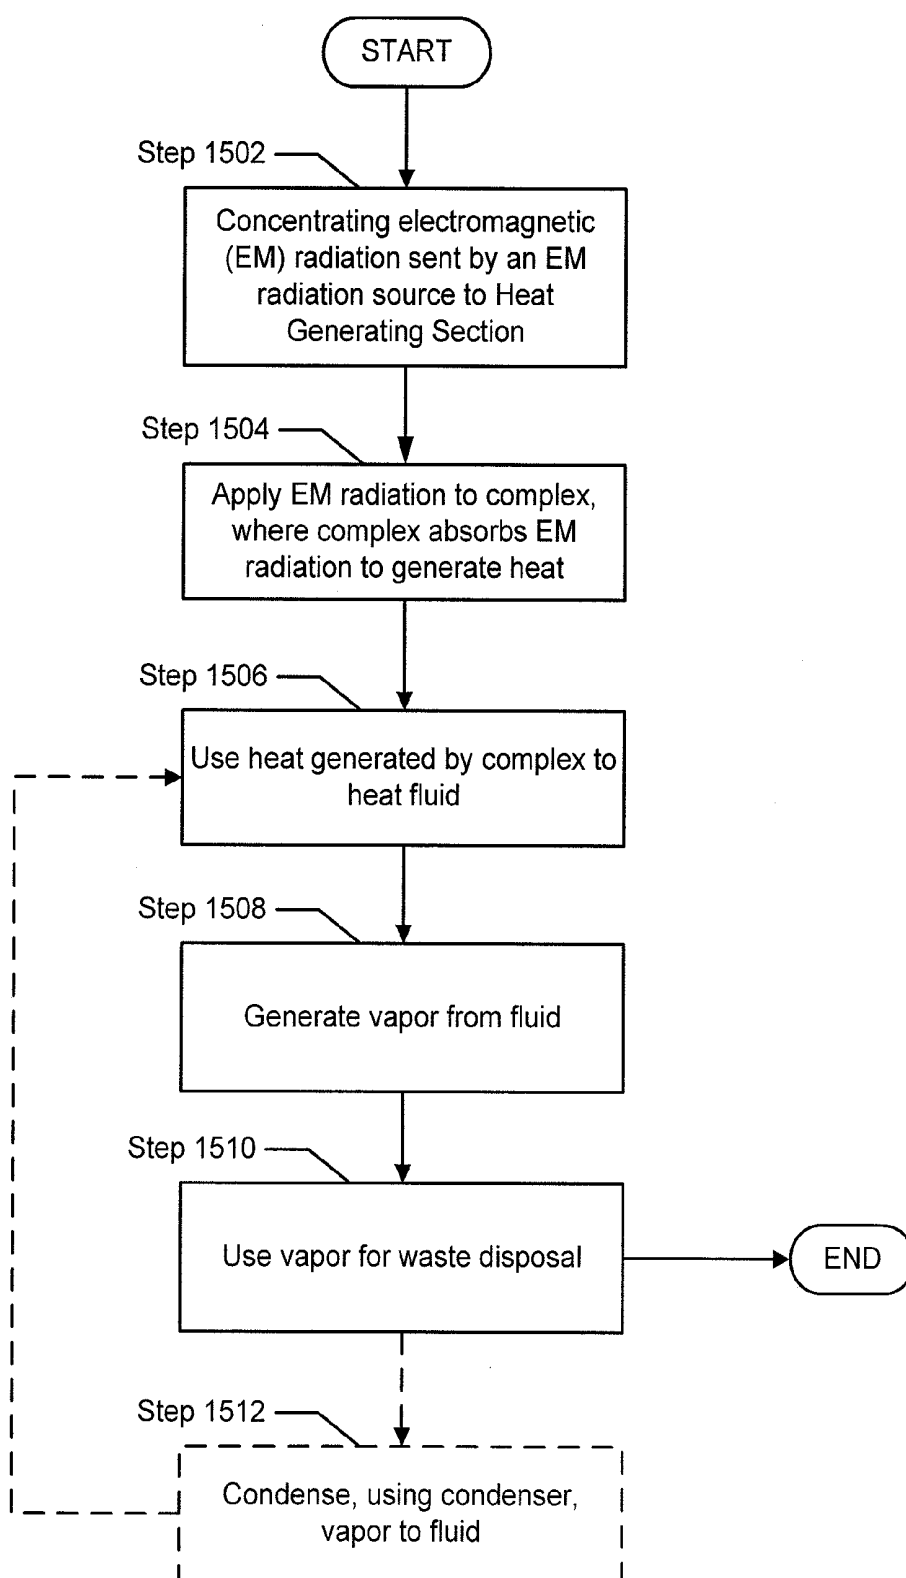 START
Step 1502
Concentrating electromagnetic
(EM) radiation sent by an EM
radiation source to Heat
Generating Section
Step 1504
Apply EM radiation to complex,
where complex absorbs EM
radiation to generate heat
Step 1506
Use heat generated by complex to
heat fluid
Step 1508
Generate vapor from fluid
Step 1510
Use vapor for waste disposal
END
Step 1512
Condense, using condenser,
vapor to fluid